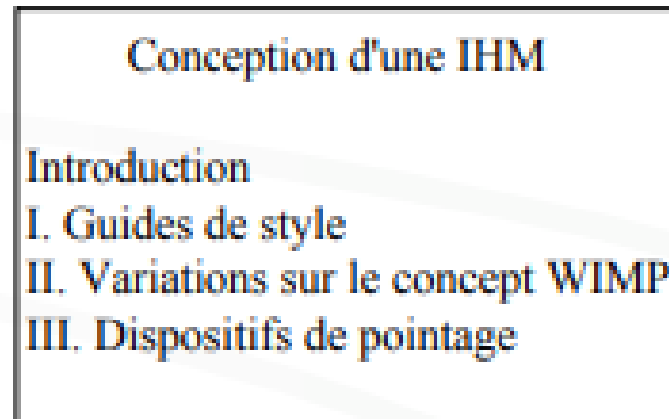 Conception d'une IHM
Introduction
I. Guides de style
II. Variations sur le concept WIMP
III. Dispositifs de pointage